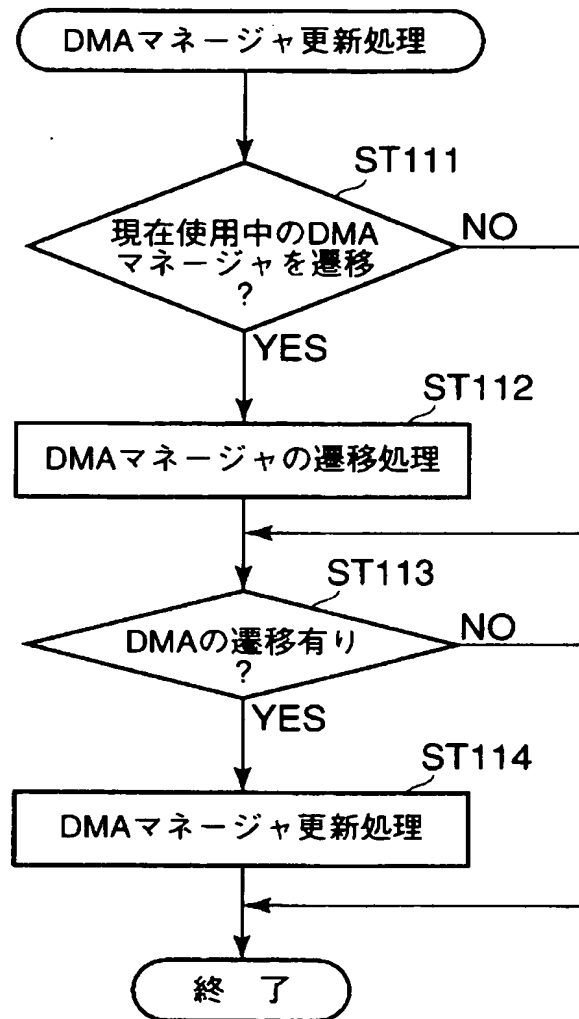 DMAマネージャ更新処理
ST111
現在使用中のDMA
マネージャを遷移
?
NO
YES
ST112
DMAマネージャの遷移処理
ST113
DMAの遷移有り
?
NO
YES
ST114
DMAマネージャ更新処理
終 了